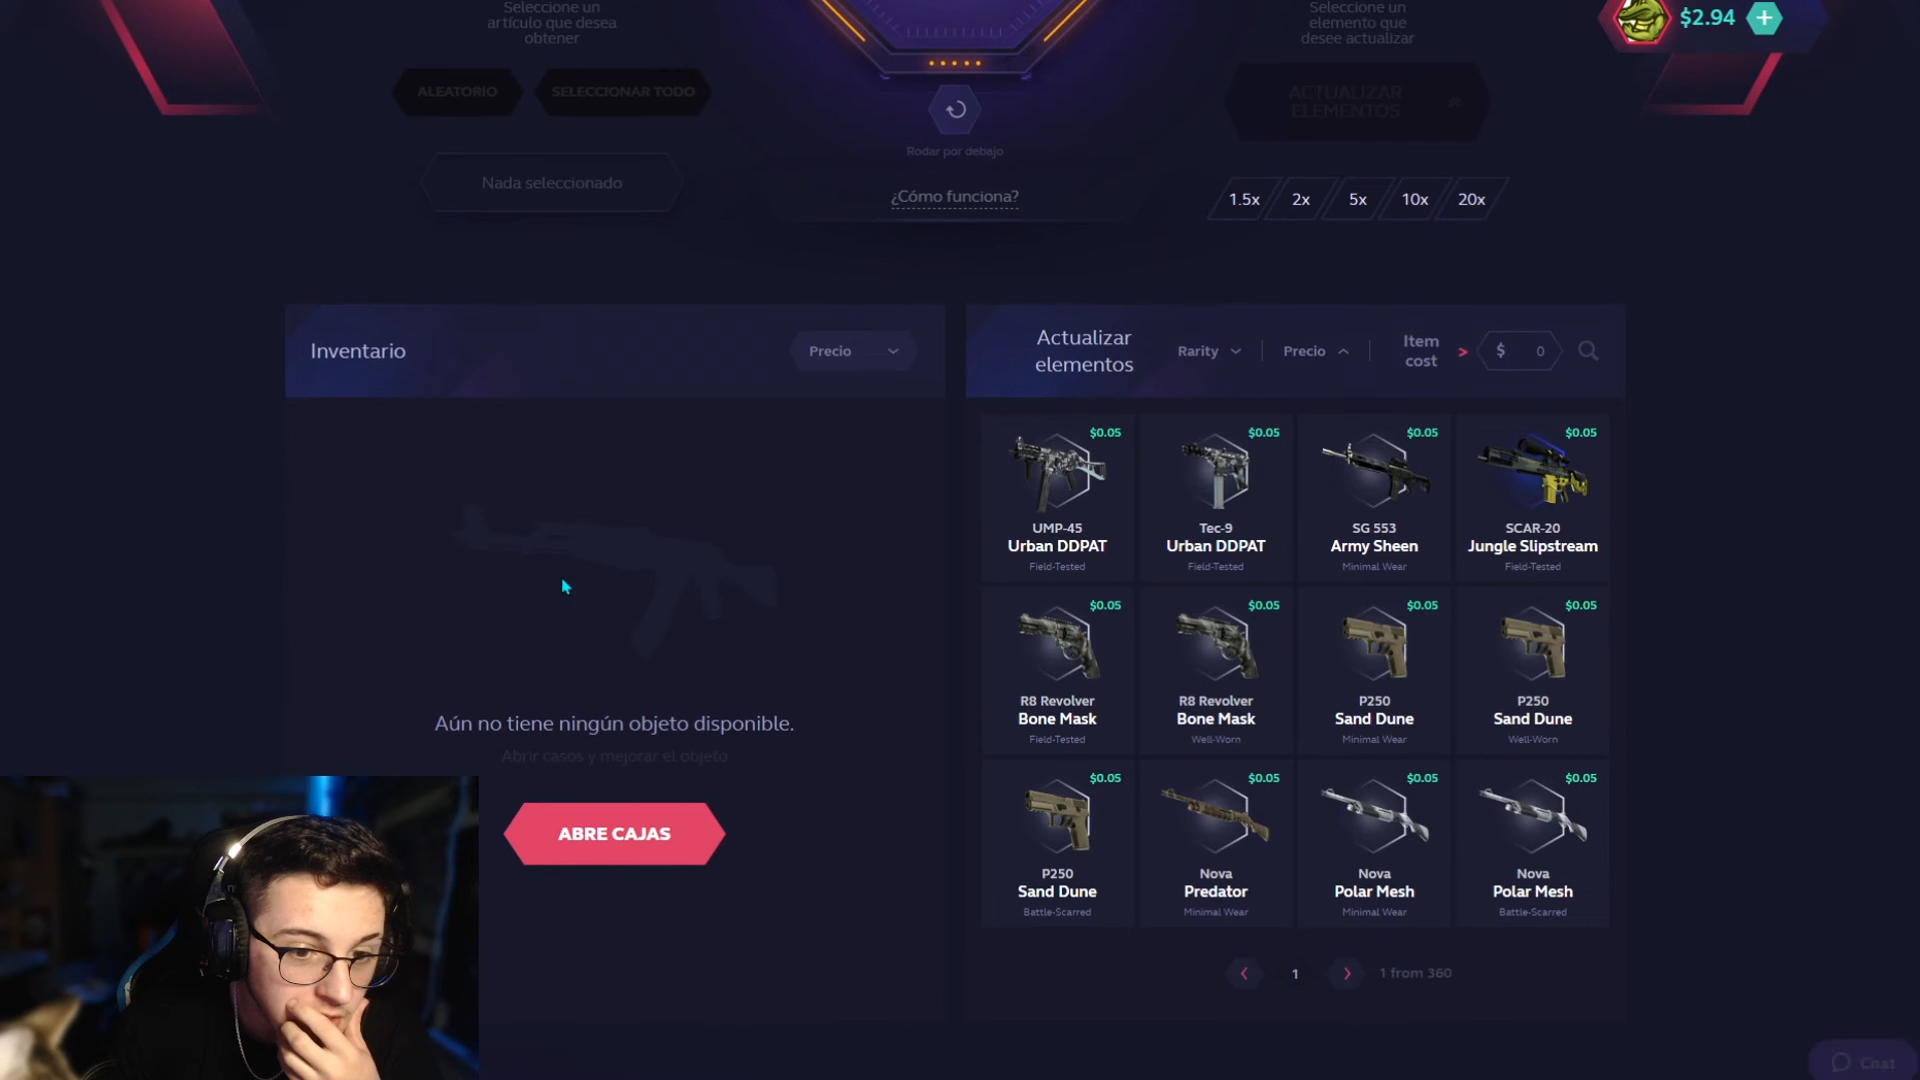 Seleccione un
artículo que desea
obtener
Seleccione un
elemento que
desee actualizar
$2.94
ALEATORIO
SELECCIONAR TODO
ACTUALIZAR
ELEMENTOS
Rodar por debajo
Nada seleccionado
¿Cómo funciona?
1.5x
2x
5x
10x
20x
Inventario
Precio
Actualizar
elementos
Rarity
Precio
Item
cost
>
$
0
$0.05
UMP-45
Urban DDPAT
Field-Tested
$0.05
Tec-9
Urban DDPAT
Field-Tested
$0.05
SG 553
Army Sheen
Minimal Wear
$0.05
SCAR-20
Jungle Slipstream
Field-Tested
$0.05
R8 Revolver
Bone Mask
Field-Tested
$0.05
R8 Revolver
Bone Mask
Well-Worn
$0.05
P250
Sand Dune
Minimal Wear
$0.05
P250
Sand Dune
Well-Worn
$0.05
P250
Sand Dune
Battle-Scarred
$0.05
Nova
Predator
Minimal Wear
$0.05
Nova
Polar Mesh
Minimal Wear
$0.05
Nova
Polar Mesh
Battle-Scarred
Aún no tiene ningún objeto disponible.
Abrir casos y mejorar el objeto
ABRE CAJAS
1
1 from 360
Chat